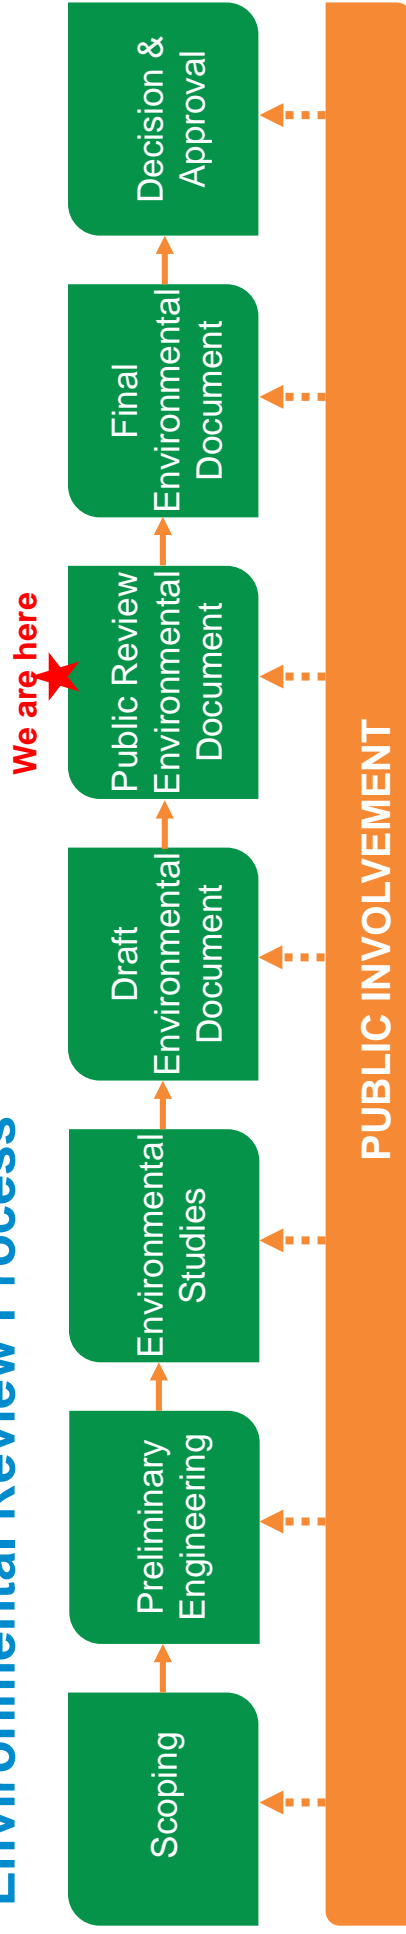 Environmental Review Process
We are here
Scoping
Preliminary
Engineering
Environmental
Studies
Draft
Environmental
Document
Public Review
Environmental
Document
Final
Environmental
Document
Decision &
Approval
PUBLIC INVOLVEMENT